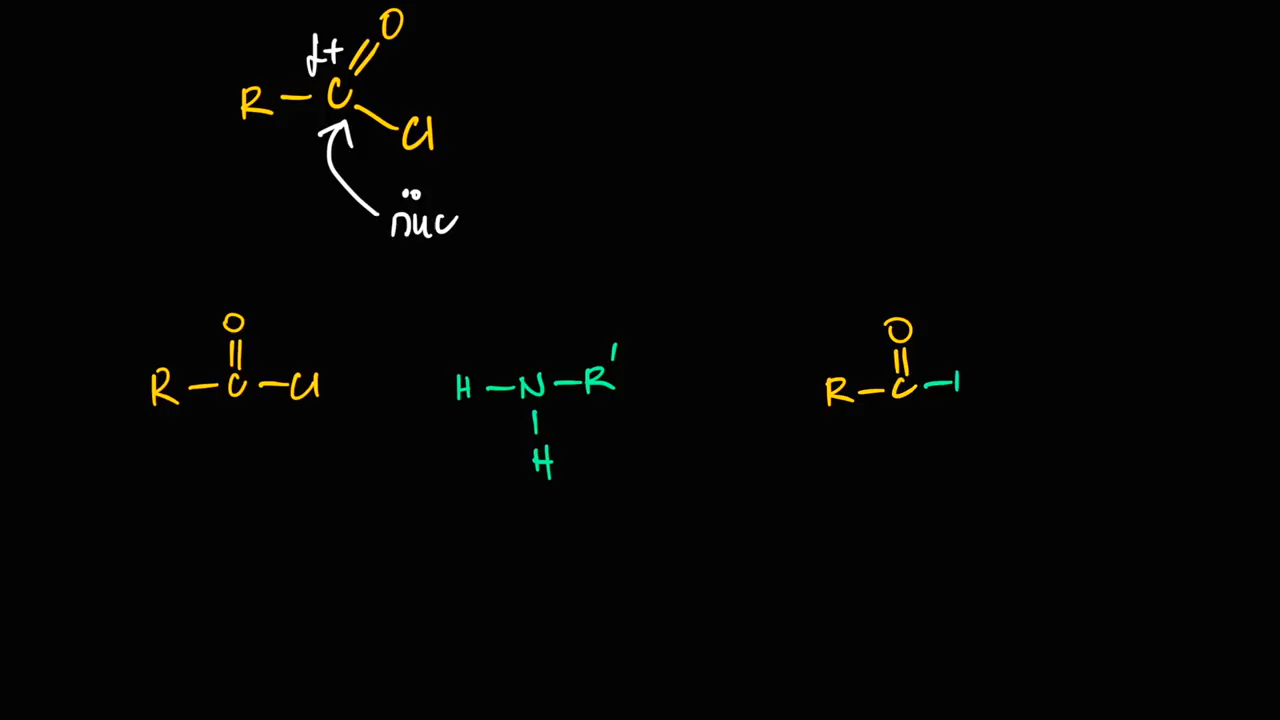 O
δ+
R — C
Cl
nuc
O O
R — C — Cl H — N — R' R — C —
H